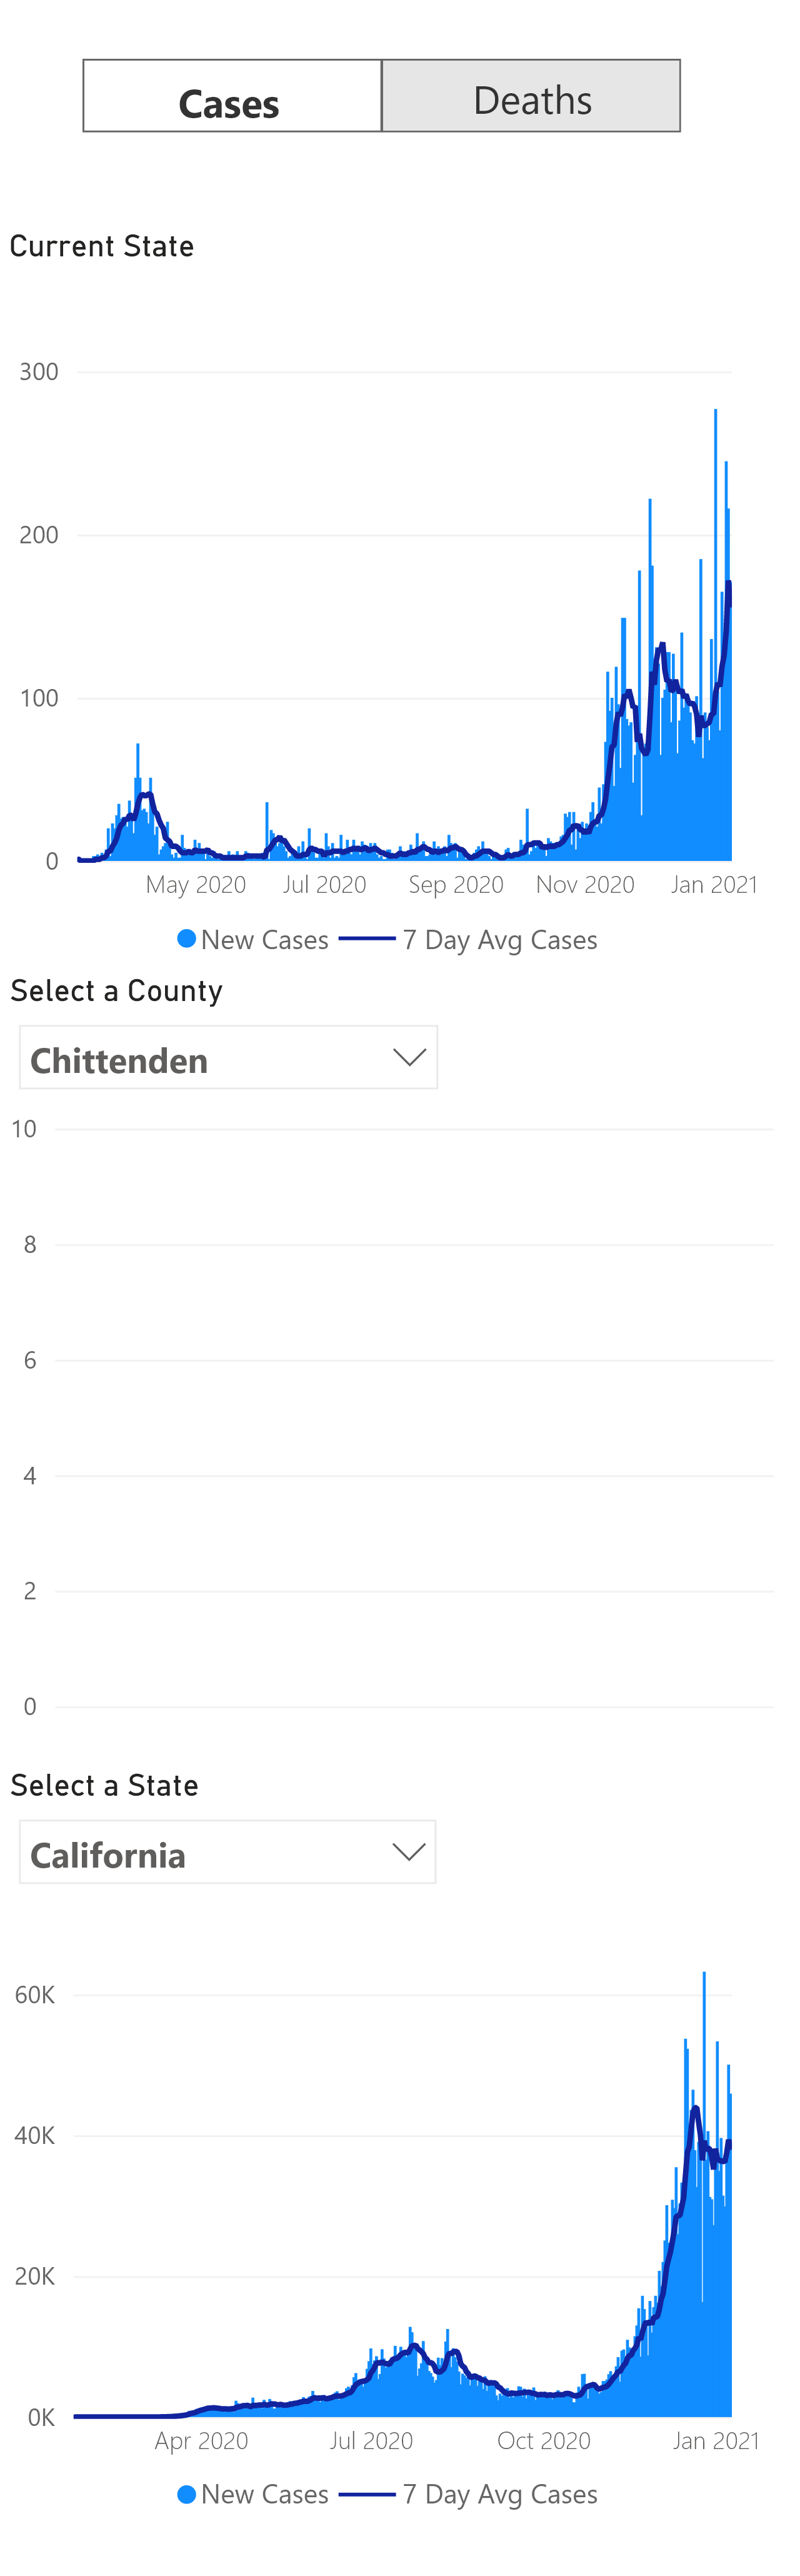 Cases Deaths
Current State
300
200
100
0
May 2020 Jul 2020 Sep 2020 Nov 2020 Jan 2021
New Cases 7 Day Avg Cases
Select a County
Chittenden
10
8
6
4
2
0
Select a State
California
60K
40K
20K
0K
Apr 2020 Jul 2020 Oct 2020 Jan 2021
New Cases 7 Day Avg Cases